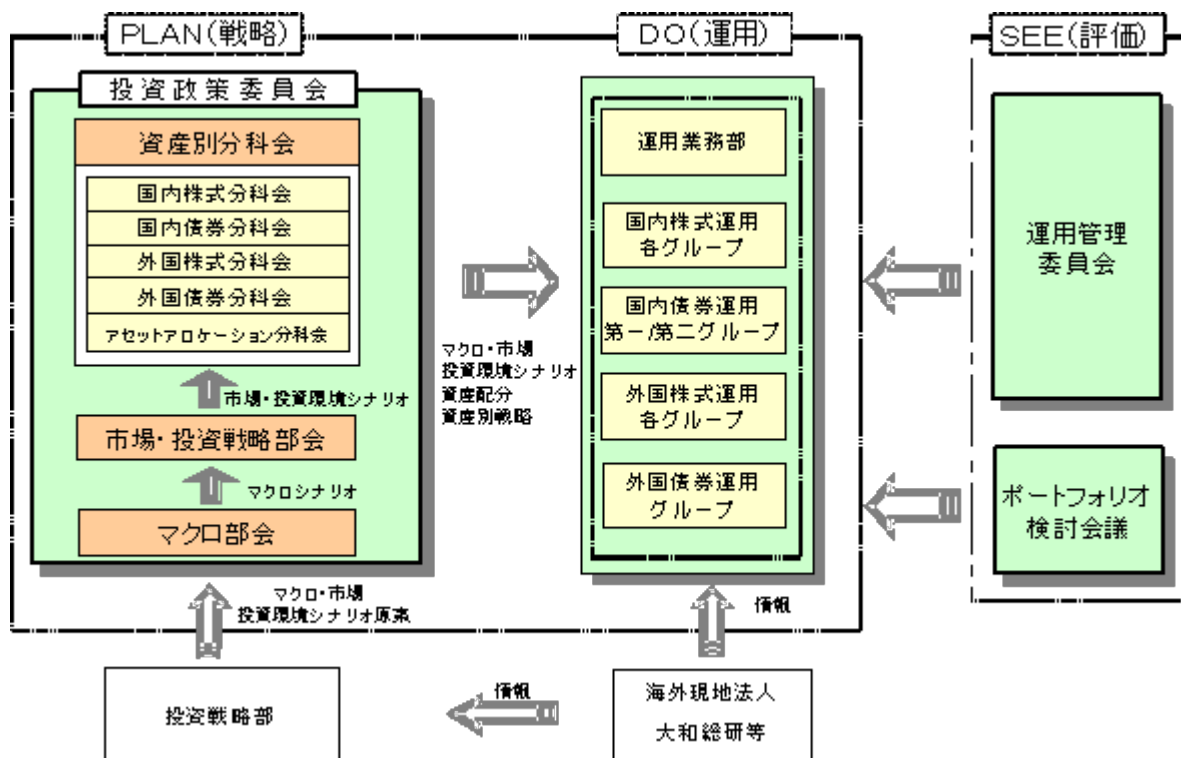 PLAN(戦略)
投資政策委員会
資産別分科会
国内株式分科会
国内債券分科会
外国株式分科会
外国債券分科会
アセットアロケーション分科会
市場・投資環境シナリオ
市場・投資戦略部会
マクロシナリオ
マクロ部会
マクロ・市場
投資環境シナリオ
資産配分
資産別戦略
DO(運用)
運用業務部
国内株式運用
各グループ
国内債券運用
第一/第二グループ
外国株式運用
各グループ
外国債券運用
グループ
SEE(評価)
運用管理
委員会
ポートフォリオ
検討会議
マクロ・市場
投資環境シナリオ原案
情報
投資戦略部
情報
海外現地法人
大和総研等